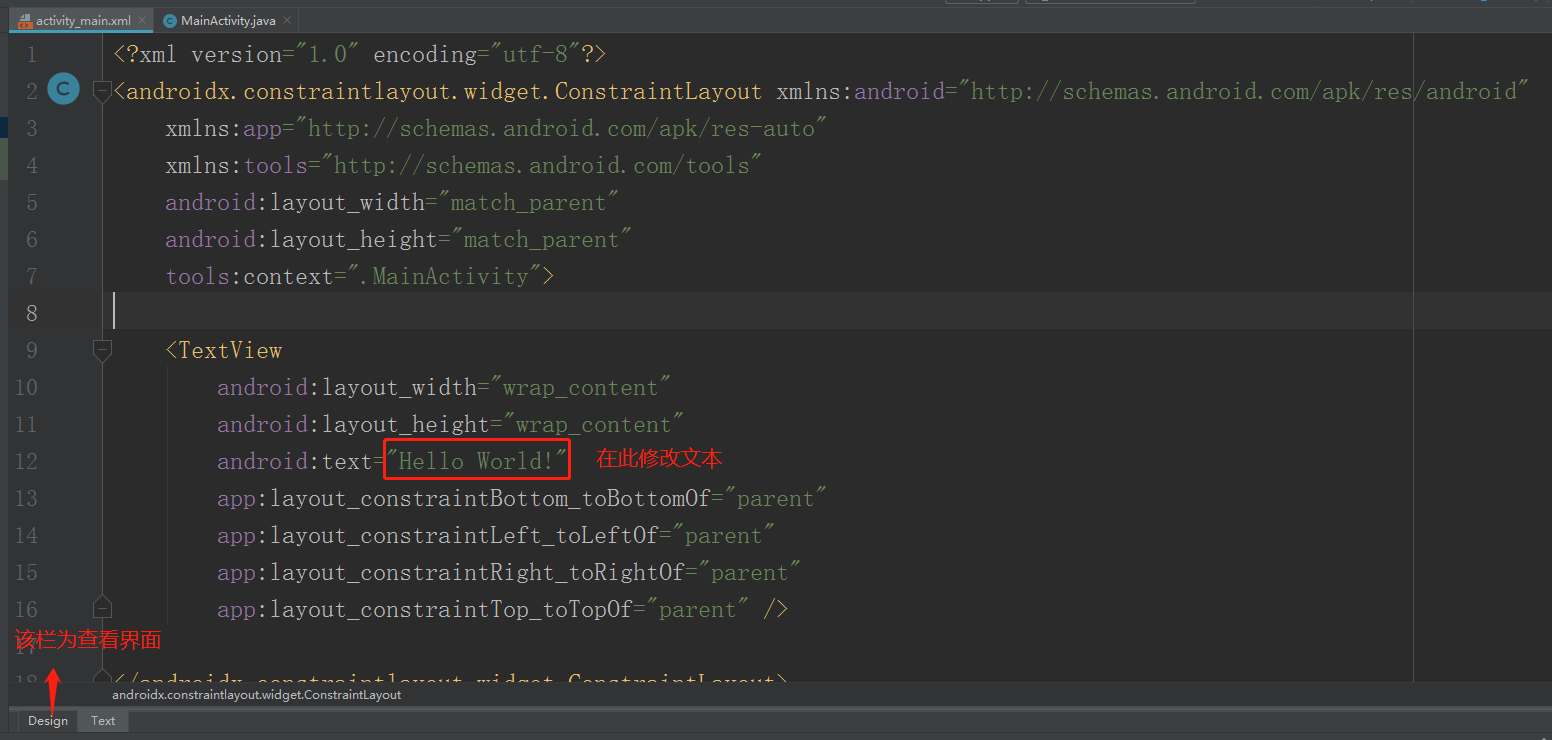 activity_main.xml MainActivity.java
1 <?xml version="1.0" encoding="utf-8"?>
2 C <androidx.constraintlayout.widget.ConstraintLayout xmlns:android="http://schemas.android.com/apk/res/android"
3 xmlns:app="http://schemas.android.com/apk/res-auto"
4 xmlns:tools="http://schemas.android.com/tools"
5 android:layout_width="match_parent"
6 android:layout_height="match_parent"
7 tools:context=".MainActivity">
8
9 <TextView
10 android:layout_width="wrap_content"
11 android:layout_height="wrap_content"
12 android:text="Hello World!" 在此修改文本
13 app:layout_constraintBottom_toBottomOf="parent"
14 app:layout_constraintLeft_toLeftOf="parent"
15 app:layout_constraintRight_toRightOf="parent"
16 app:layout_constraintTop_toTopOf="parent" />
该栏为查看界面
18 </androidx.constraintlayout.widget.ConstraintLayout>
androidx.constraintlayout.widget.ConstraintLayout
Design Text